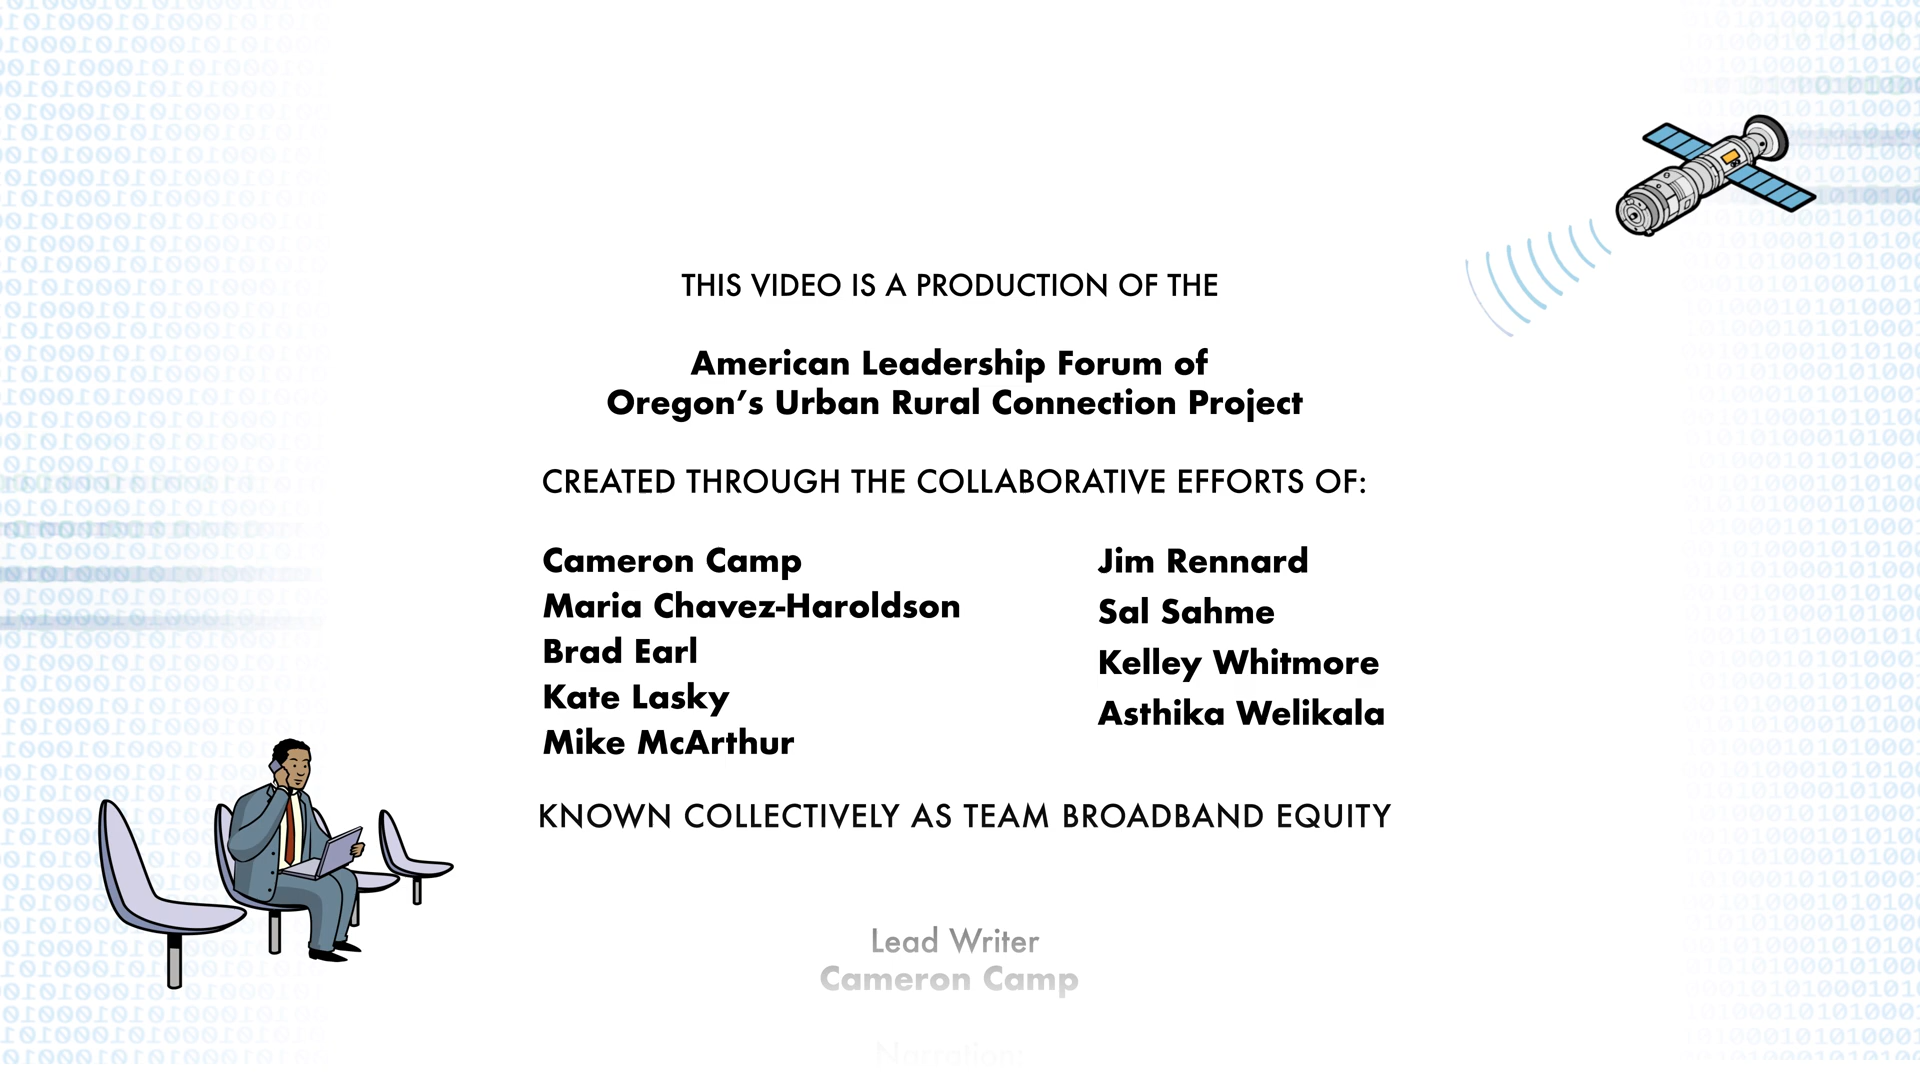 THIS VIDEO IS A PRODUCTION OF THE
American Leadership Forum of
Oregon’s Urban Rural Connection Project
CREATED THROUGH THE COLLABORATIVE EFFORTS OF:
Cameron Camp
Maria Chavez-Haroldson
Brad Earl
Kate Lasky
Mike McArthur
Jim Rennard
Sal Sahme
Kelley Whitmore
Asthika Welikala
KNOWN COLLECTIVELY AS TEAM BROADBAND EQUITY
Lead Writer
Cameron Camp
Narration: